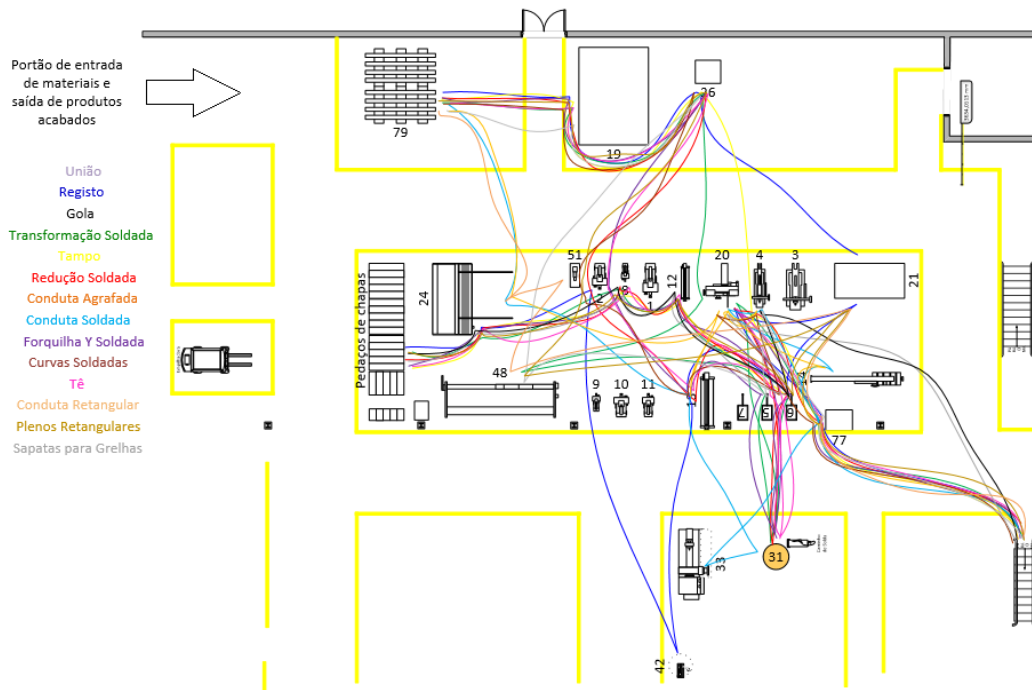 Portão de entrada
de materiais e
saída de produtos
acabados
União
Registo
Gola
Transformação Soldada
Tampo
Redução Soldada
Conduta Agrafada
Conduta Soldada
Forquilha Y Soldada
Curvas Soldadas
Tê
Conduta Retangular
Plenos Retangulares
Sapatas para Grelhas
79
19
26
51
20
4
3
24
2
8
1
12
21
Pedaços de chapas
48
9
10
11
7
77
33
31
42